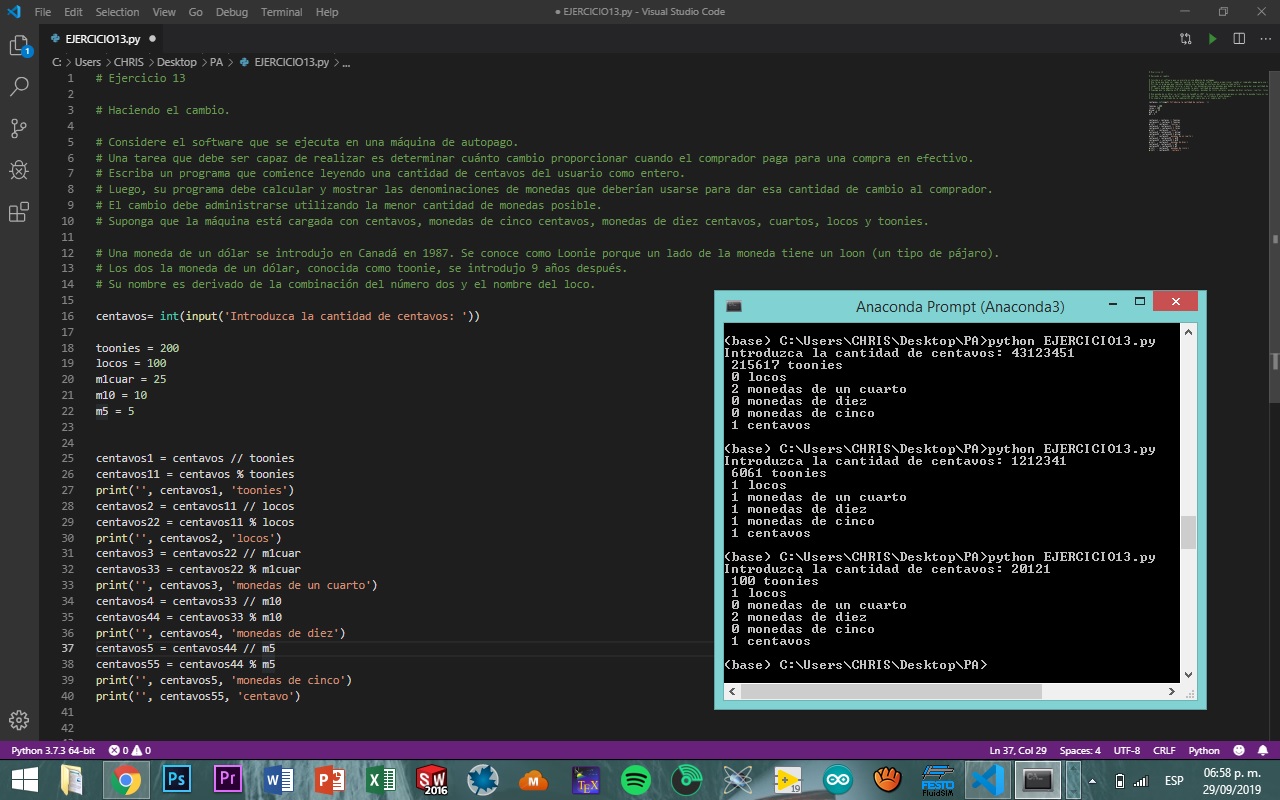 File Edit Selection View Go Debug Terminal Help
● EJERCICIO13.py - Visual Studio Code
EJERCICIO13.py ●
C: > Users > CHRIS > Desktop > PA > EJERCICIO13.py > ...
1 # Ejercicio 13
2
3 # Haciendo el cambio.
4
5 # Considere el software que se ejecuta en una máquina de autopago.
6 # Una tarea que debe ser capaz de realizar es determinar cuánto cambio proporcionar cuando el comprador paga para una compra en efectivo.
7 # Escriba un programa que comience leyendo una cantidad de centavos del usuario como entero.
8 # Luego, su programa debe calcular y mostrar las denominaciones de monedas que deberían usarse para dar esa cantidad de cambio al comprador.
9 # El cambio debe administrarse utilizando la menor cantidad de monedas posible.
10 # Suponga que la máquina está cargada con centavos, monedas de cinco centavos, monedas de diez centavos, cuartos, locos y toonies.
11
12 # Una moneda de un dólar se introdujo en Canadá en 1987. Se conoce como Loonie porque un lado de la moneda tiene un loon (un tipo de pájaro).
13 # Los dos la moneda de un dólar, conocida como toonie, se introdujo 9 años después.
14 # Su nombre es derivado de la combinación del número dos y el nombre del loco.
15
16 centavos= int(input('Introduzca la cantidad de centavos: '))
17
18 toonies = 200
19 locos = 100
20 m1cuar = 25
21 m10 = 10
22 m5 = 5
23
24
25 centavos1 = centavos // toonies
26 centavos11 = centavos % toonies
27 print('', centavos1, 'toonies')
28 centavos2 = centavos11 // locos
29 centavos22 = centavos11 % locos
30 print('', centavos2, 'locos')
31 centavos3 = centavos22 // m1cuar
32 centavos33 = centavos22 % m1cuar
33 print('', centavos3, 'monedas de un cuarto')
34 centavos4 = centavos33 // m10
35 centavos44 = centavos33 % m10
36 print('', centavos4, 'monedas de diez')
37 centavos5 = centavos44 // m5
38 centavos55 = centavos44 % m5
39 print('', centavos5, 'monedas de cinco')
40 print('', centavos55, 'centavo')
41
42
Anaconda Prompt (Anaconda3)
(base) C:\Users\CHRIS\Desktop\PA>python EJERCICIO13.py
Introduzca la cantidad de centavos: 43123451
215617 toonies
0 locos
2 monedas de un cuarto
0 monedas de diez
0 monedas de cinco
1 centavos
(base) C:\Users\CHRIS\Desktop\PA>python EJERCICIO13.py
Introduzca la cantidad de centavos: 1212341
6061 toonies
1 locos
1 monedas de un cuarto
1 monedas de diez
1 monedas de cinco
1 centavos
(base) C:\Users\CHRIS\Desktop\PA>python EJERCICIO13.py
Introduzca la cantidad de centavos: 20121
100 toonies
1 locos
0 monedas de un cuarto
2 monedas de diez
0 monedas de cinco
1 centavos
(base) C:\Users\CHRIS\Desktop\PA>
1
Python 3.7.3 64-bit 0 0 Ln 37, Col 29 Spaces: 4 UTF-8 CRLF Python
Ps Pr W P X SW 2016 M TEX 19 FESTO FluidSIM ESP 06:58 p. m.
29/09/2019